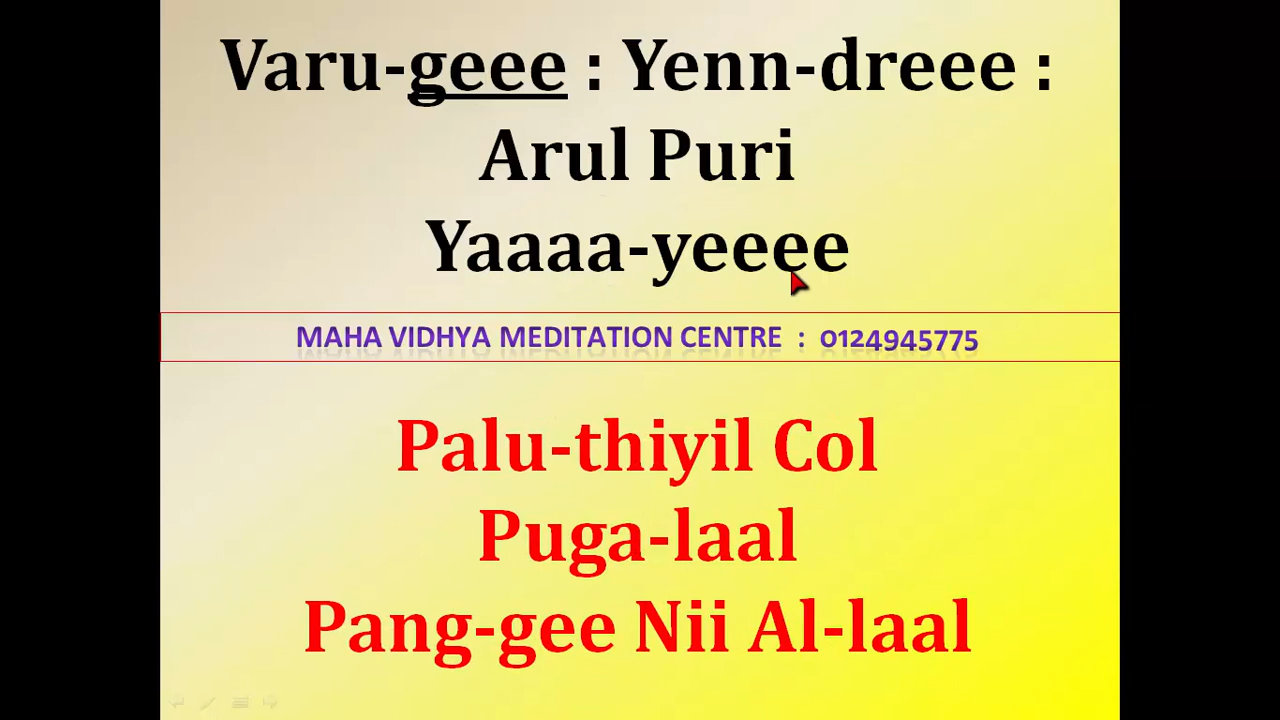 Varu-geee : Yenn-dreee :
Arul Puri
Yaaaa-yeeee
MAHA VIDHYA MEDITATION CENTRE : 0124945775
Palu-thiyil Col
Puga-laal
Pang-gee Nii Al-laal